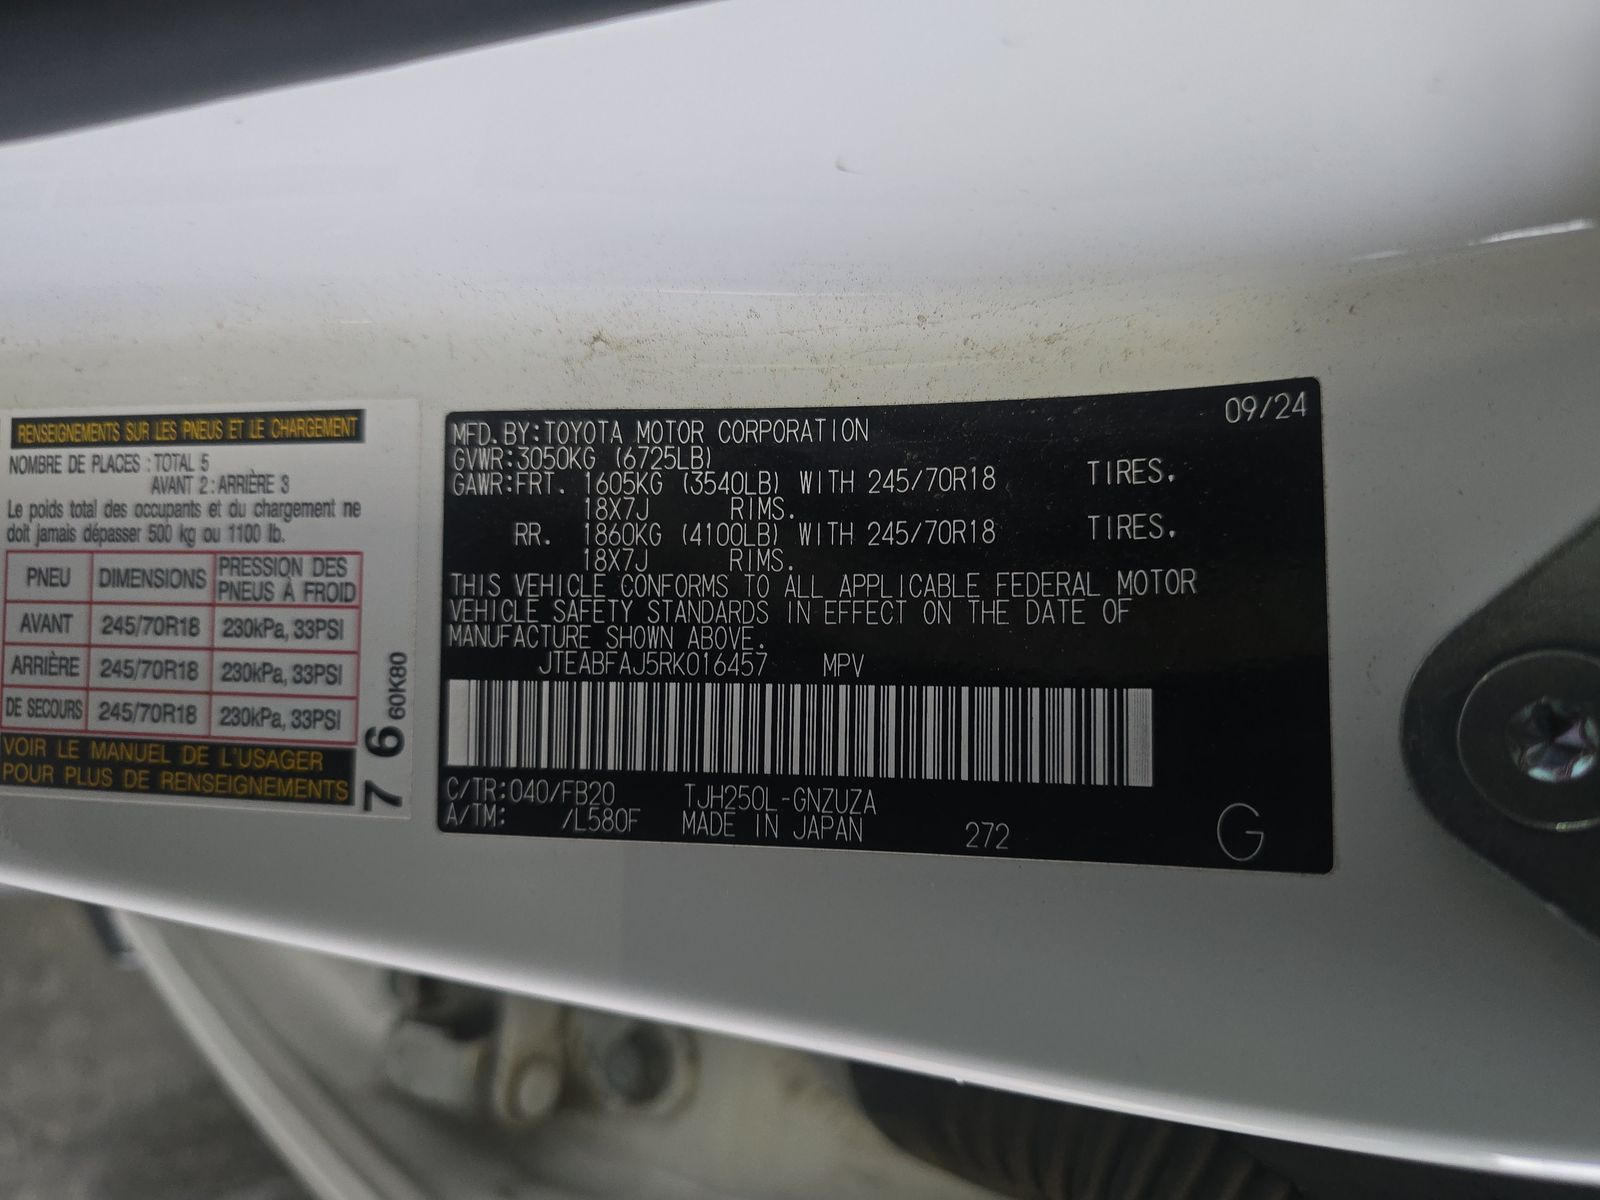 RENSEIGNEMENTS SUR LES PNEUS ET LE CHARGEMENT
NOMBRE DE PLACES : TOTAL 5
AVANT 2 : ARRIÈRE 3
Le poids total des occupants et du chargement ne
doit jamais dépasser 500 kg ou 1100 lb.
PNEU DIMENSIONS PRESSION DES PNEUS À FROID
AVANT 245/70R18 230kPa, 33PSI
ARRIÈRE 245/70R18 230kPa, 33PSI
DE SECOURS 245/70R18 230kPa, 33PSI
VOIR LE MANUEL DE L'USAGER
POUR PLUS DE RENSEIGNEMENTS
7 6 60K80
09/24
MFD. BY: TOYOTA MOTOR CORPORATION
GVWR: 3050KG (6725LB)
GAWR: FRT. 1605KG (3540LB) WITH 245/70R18 TIRES.
18X7J RIMS.
RR. 1860KG (4100LB) WITH 245/70R18 TIRES.
18X7J RIMS.
THIS VEHICLE CONFORMS TO ALL APPLICABLE FEDERAL MOTOR
VEHICLE SAFETY STANDARDS IN EFFECT ON THE DATE OF
MANUFACTURE SHOWN ABOVE.
JTEABFAJ5RK016457 MPV
C/TR: 040/FB20 TJH250L-GNZUZA
A/TM: /L580F MADE IN JAPAN 272 G